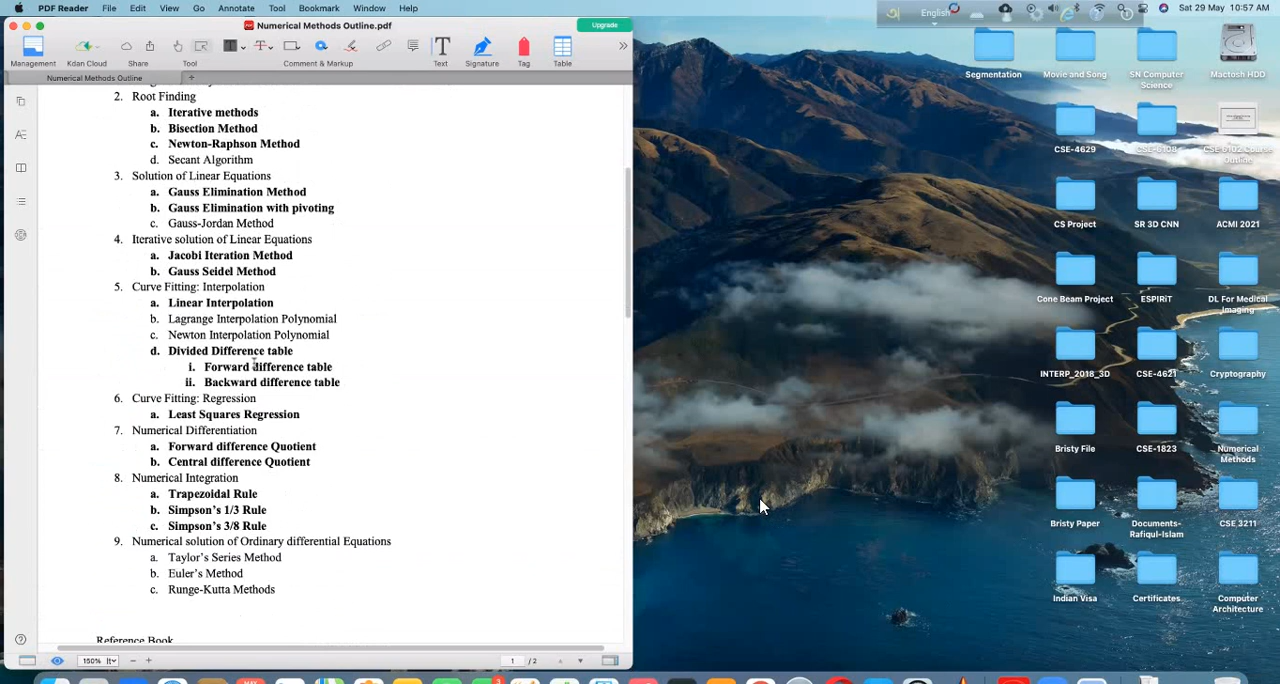 PDF Reader File Edit View Go Annotate Tool Bookmark Window Help
English
Sat 29 May 10:57 AM
Numerical Methods Outline.pdf
Upgrade
Management Kdan Cloud Share Tool Comment & Markup Text Signature Tag Table
Numerical Methods Outline
2. Root Finding
a. Iterative methods
b. Bisection Method
c. Newton-Raphson Method
d. Secant Algorithm
3. Solution of Linear Equations
a. Gauss Elimination Method
b. Gauss Elimination with pivoting
c. Gauss-Jordan Method
4. Iterative solution of Linear Equations
a. Jacobi Iteration Method
b. Gauss Seidel Method
5. Curve Fitting: Interpolation
a. Linear Interpolation
b. Lagrange Interpolation Polynomial
c. Newton Interpolation Polynomial
d. Divided Difference table
i. Forward difference table
ii. Backward difference table
6. Curve Fitting: Regression
a. Least Squares Regression
7. Numerical Differentiation
a. Forward difference Quotient
b. Central difference Quotient
8. Numerical Integration
a. Trapezoidal Rule
b. Simpson's 1/3 Rule
c. Simpson's 3/8 Rule
9. Numerical solution of Ordinary differential Equations
a. Taylor's Series Method
b. Euler's Method
c. Runge-Kutta Methods
Reference Book
150%
1 / 2
Segmentation
Movie and Song
SN Computer
Science
Mactosh HDD
CSE-4629
CSE-6108
CSE-6102 Course
Outline
CS Project
SR 3D CNN
ACMI 2021
Cone Beam Project
ESPIRiT
DL For Medical
Imaging
INTERP_2018_3D
CSE-4621
Cryptography
Bristy File
CSE-1823
Numerical
Methods
Bristy Paper
Documents-
Rafiqul-Islam
CSE 3211
Indian Visa
Certificates
Computer
Architecture